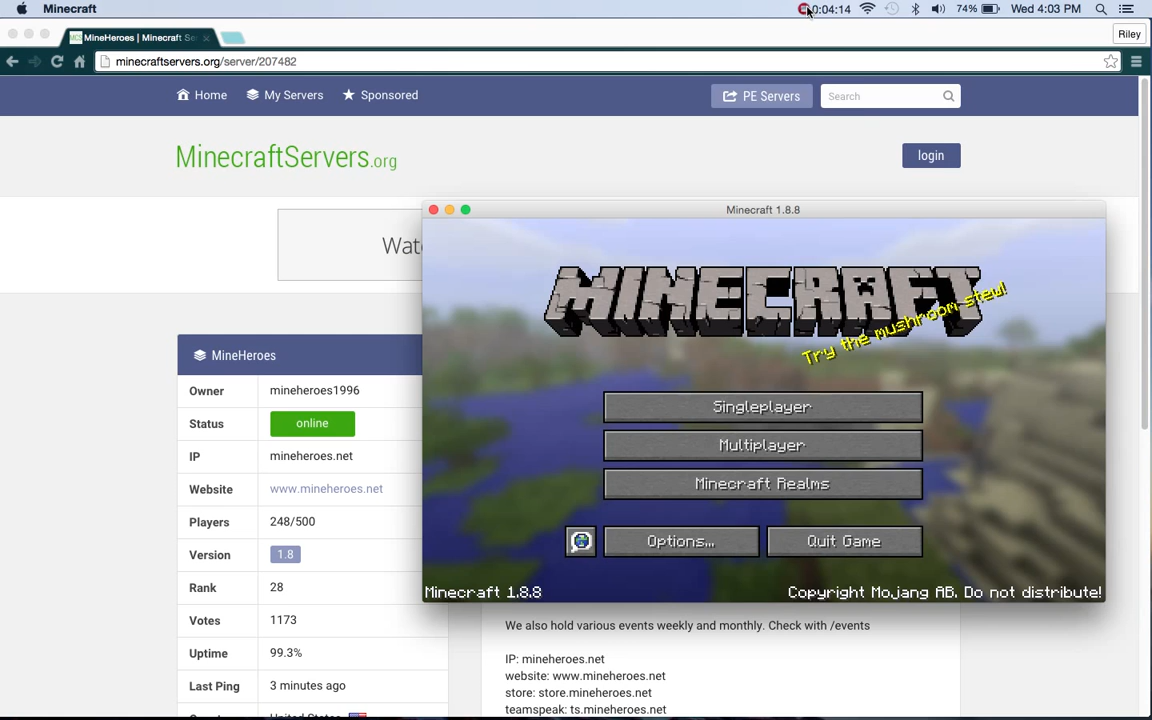 Minecraft
0:04:14
74%
Wed 4:03 PM
MineHeroes | Minecraft Se
Riley
minecraftservers.org/server/207482
Home
My Servers
Sponsored
PE Servers
Search
MinecraftServers.org
login
Minecraft 1.8.8
MINECRAFT
Try the mushroom stew!
Singleplayer
Multiplayer
Minecraft Realms
Options...
Quit Game
Minecraft 1.8.8
Copyright Mojang AB. Do not distribute!
MineHeroes
Owner mineheroes1996
Status online
IP mineheroes.net
Website www.mineheroes.net
Players 248/500
Version 1.8
Rank 28
Votes 1173
Uptime 99.3%
Last Ping 3 minutes ago
We also hold various events weekly and monthly. Check with /events
IP: mineheroes.net
website: www.mineheroes.net
store: store.mineheroes.net
teamspeak: ts.mineheroes.net